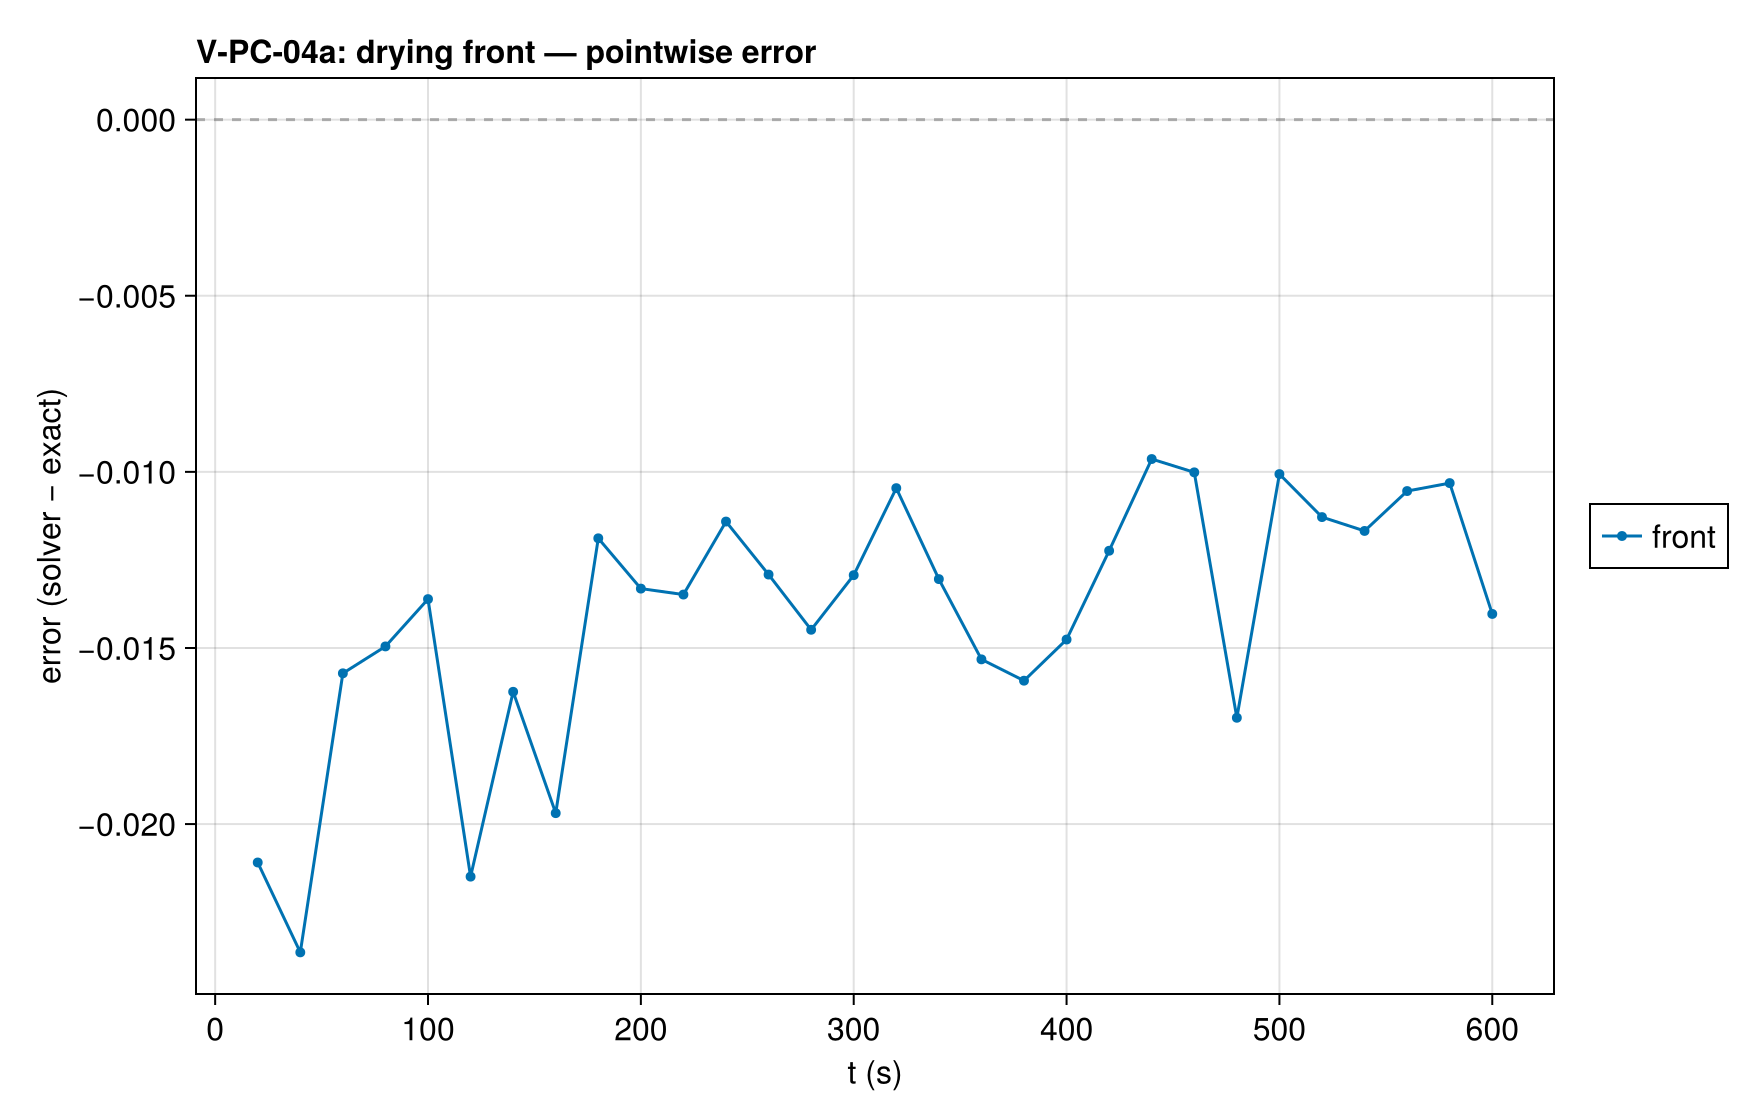 V-PC-04a: drying front — pointwise error
0.000
−0.005
−0.010
−0.015
−0.020
error (solver − exact)
front
0 100 200 300 400 500 600
t (s)